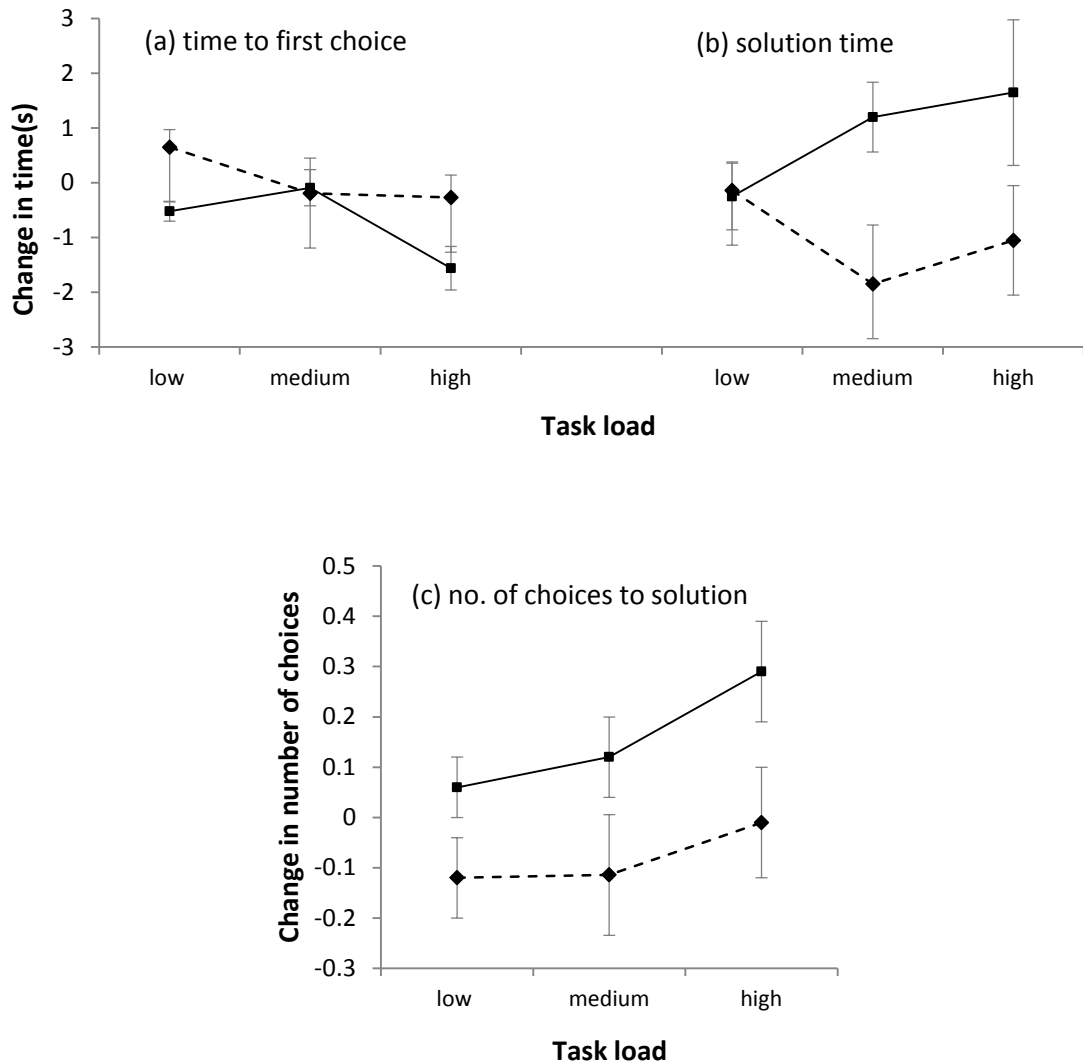 (a) time to first choice
(b) solution time
Change in time(s)
3
2
1
0
-1
-2
-3
low medium high low medium high
Task load
(c) no. of choices to solution
Change in number of choices
0.5
0.4
0.3
0.2
0.1
0
-0.1
-0.2
-0.3
low medium high
Task load